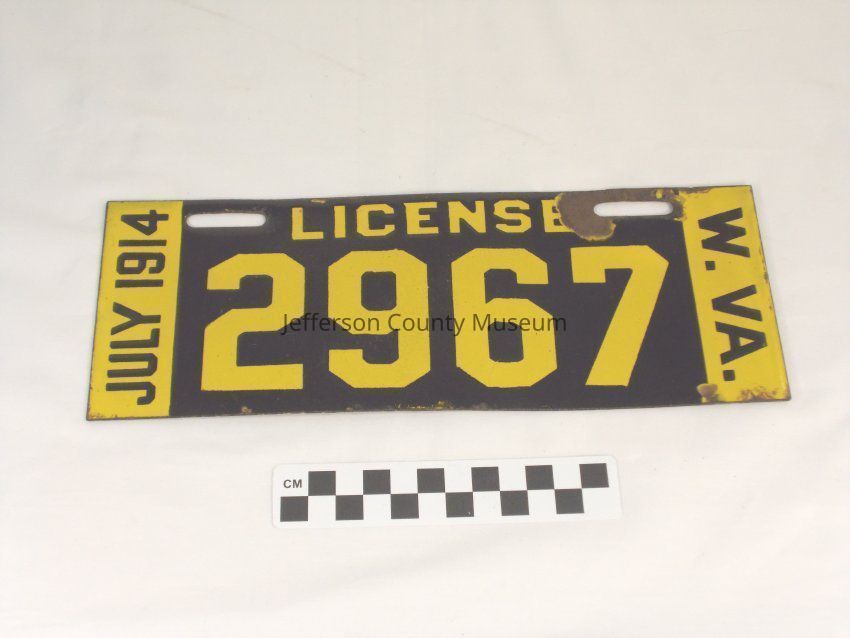 JULY 1914
LICENSE
2967
W. VA.
Jefferson County Museum
CM